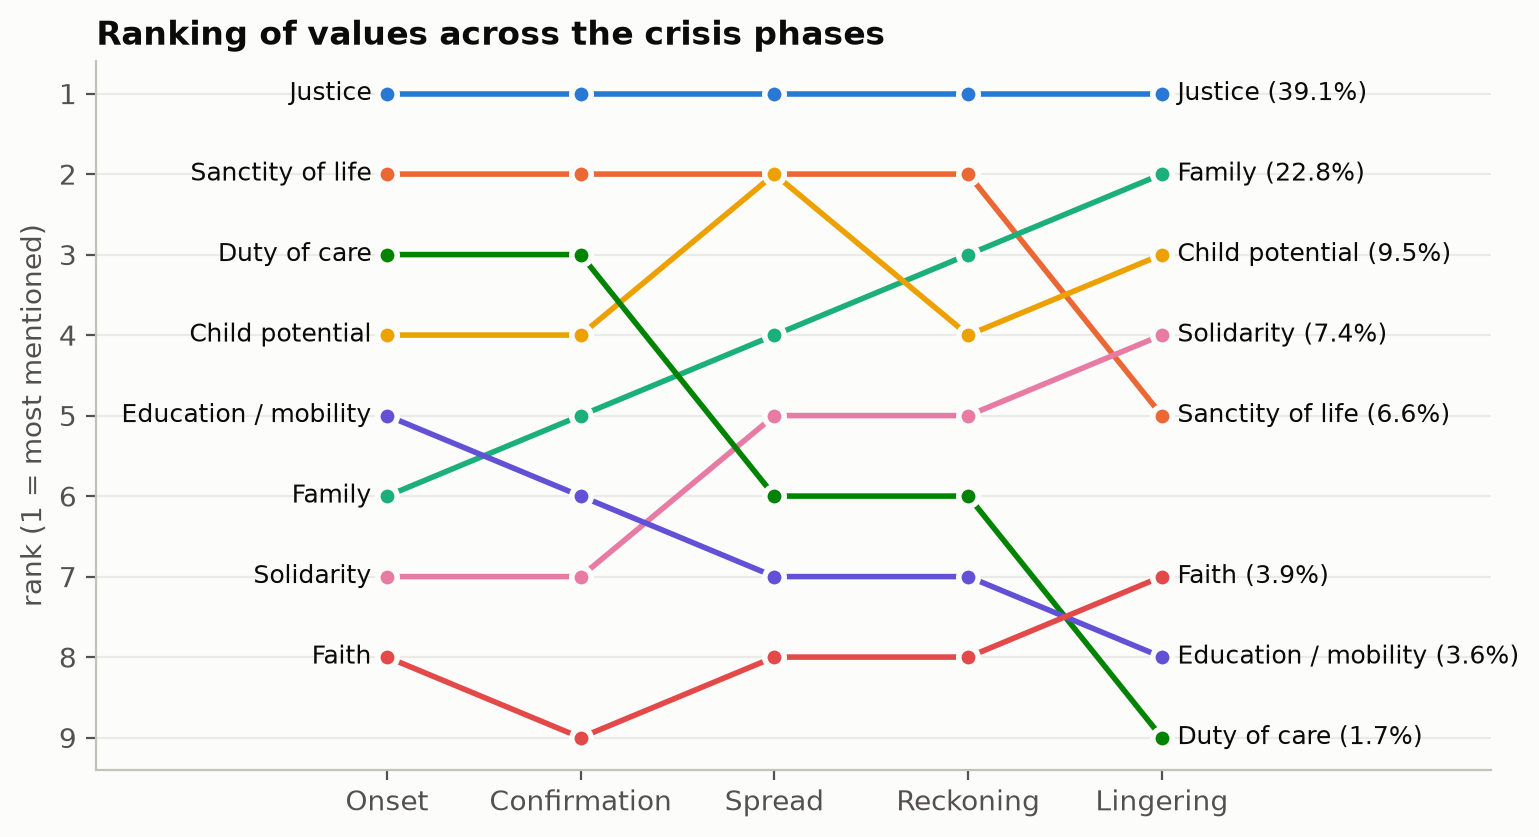 Ranking of values across the crisis phases
rank (1 = most mentioned)
1
2
3
4
5
6
7
8
9
Justice
Sanctity of life
Duty of care
Child potential
Education / mobility
Family
Solidarity
Faith
Justice (39.1%)
Family (22.8%)
Child potential (9.5%)
Solidarity (7.4%)
Sanctity of life (6.6%)
Faith (3.9%)
Education / mobility (3.6%)
Duty of care (1.7%)
Onset
Confirmation
Spread
Reckoning
Lingering